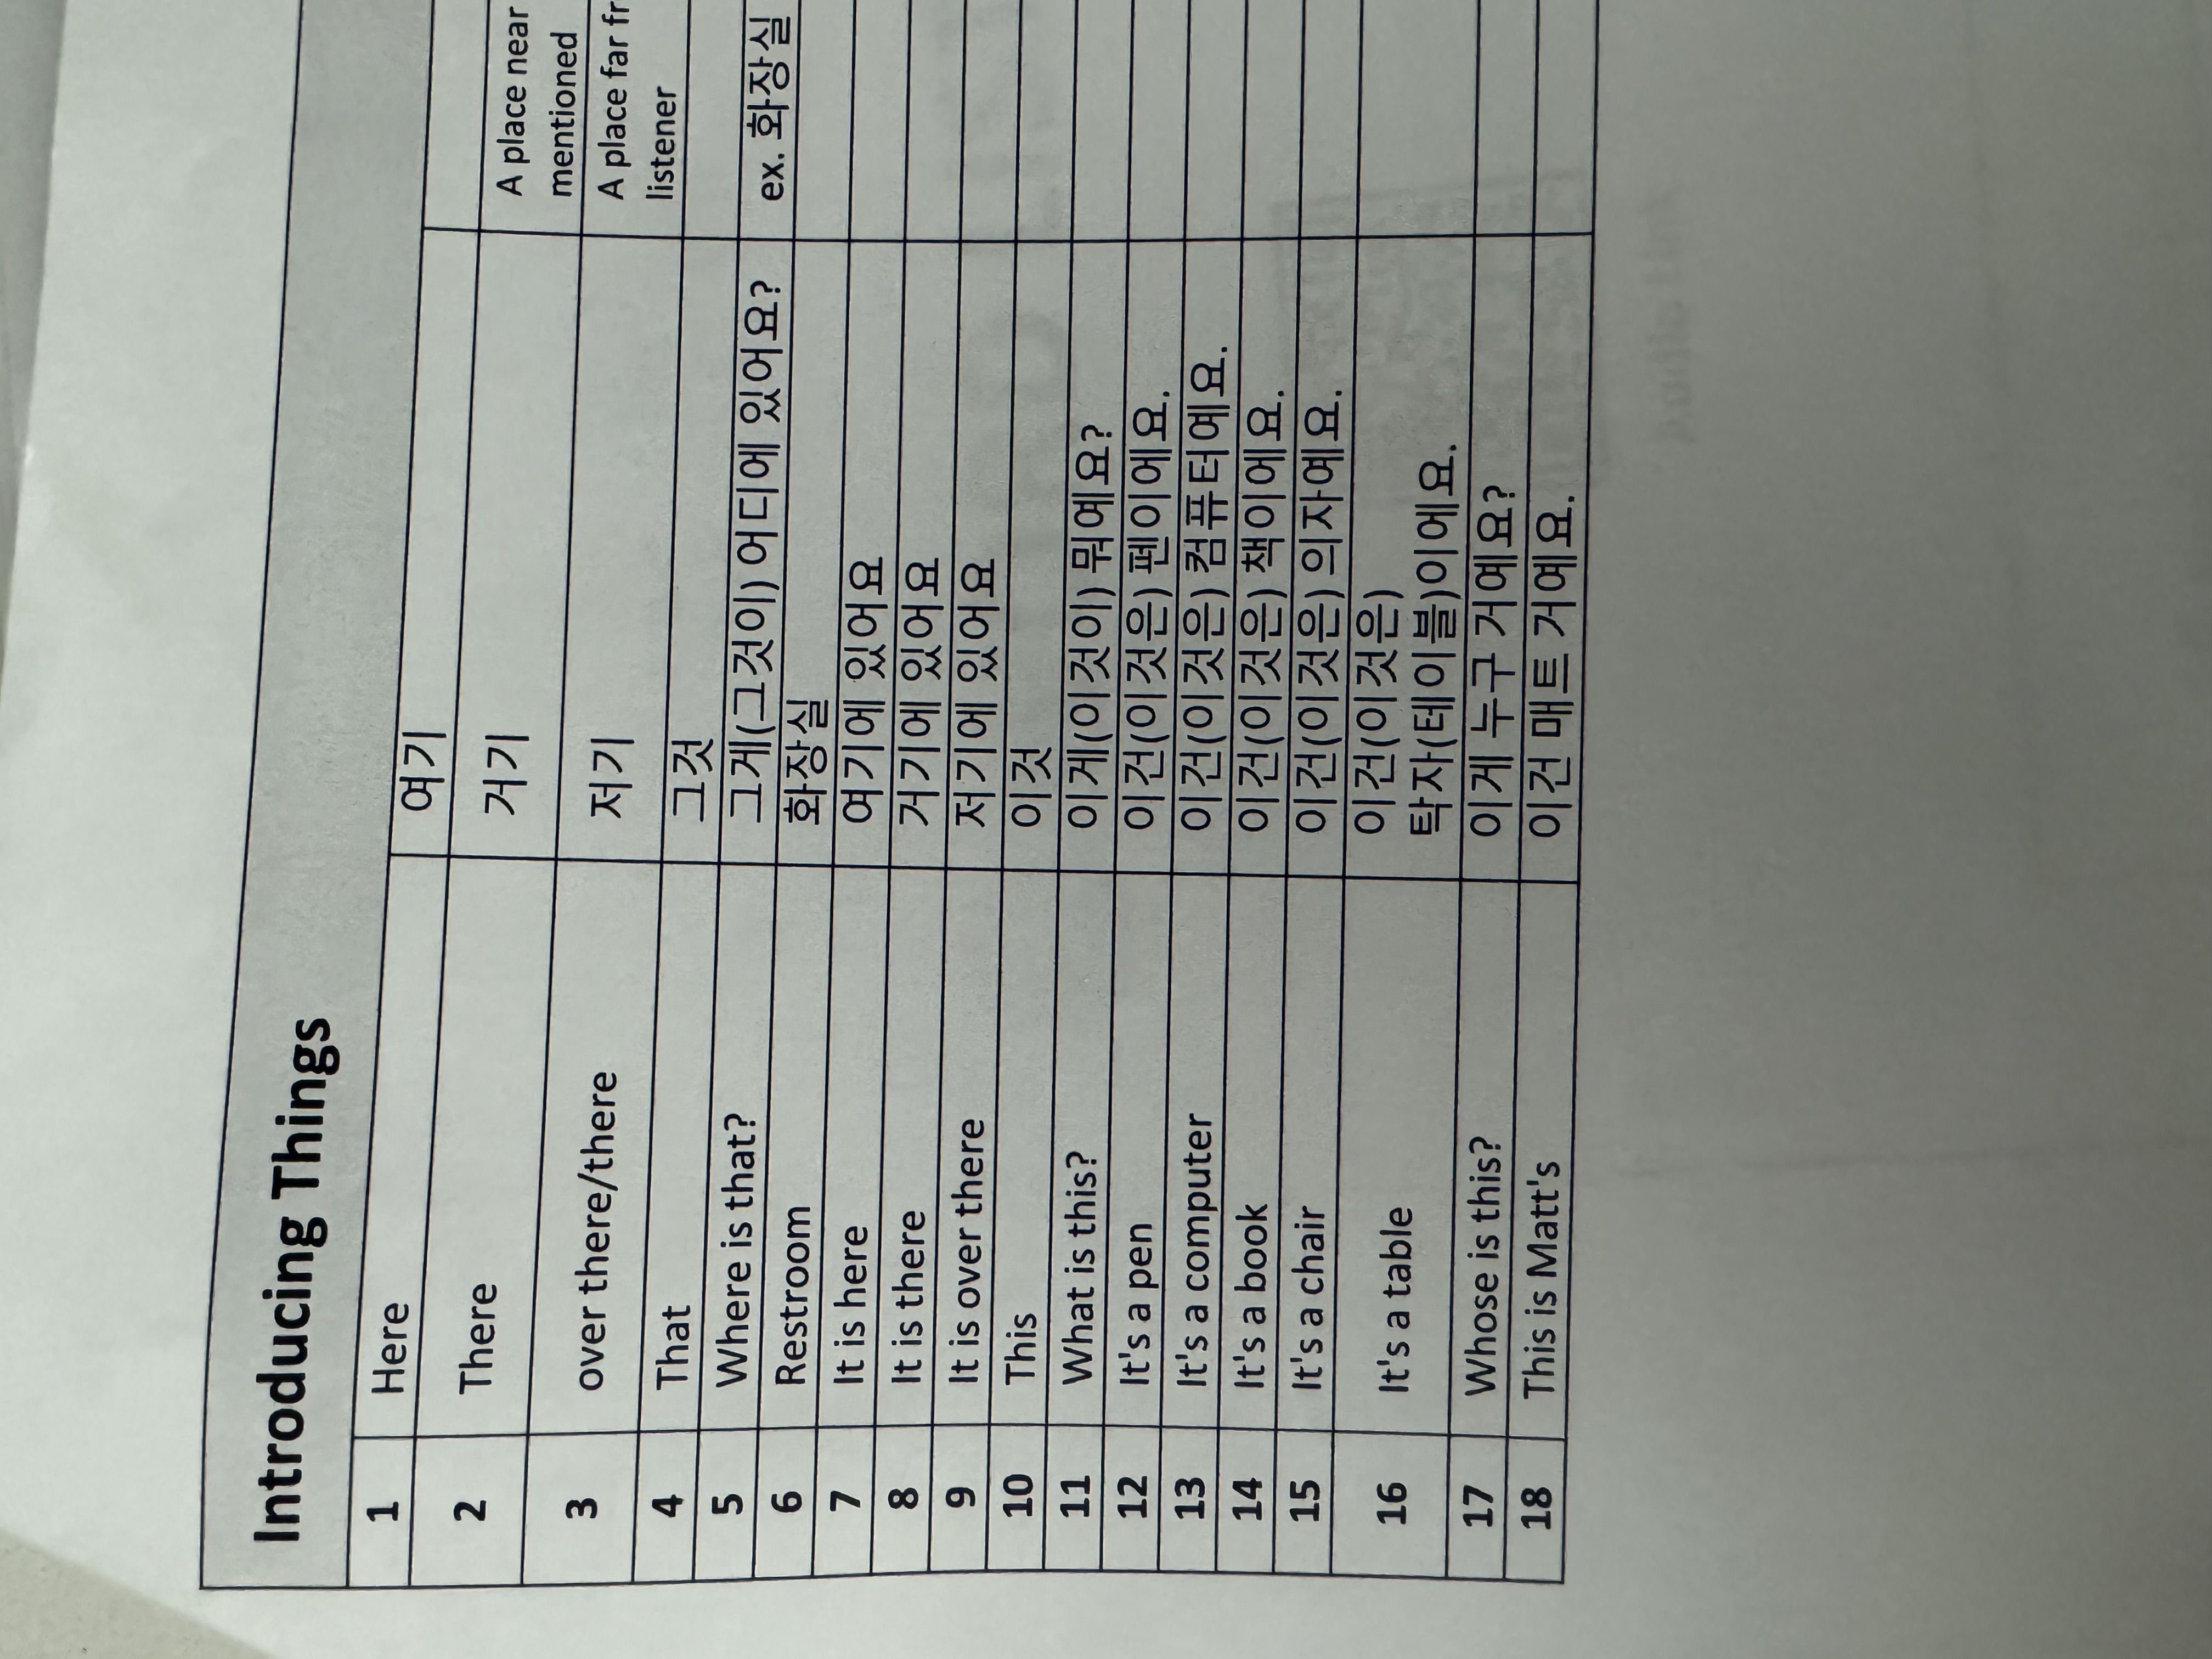 Introducing Things
1 Here 여기
2 There 거기 A place near
mentioned
3 over there/there 저기 A place far fr
listener
4 That 그것
5 Where is that? 그게(그것이) 어디에 있어요? ex. 화장실
6 Restroom 화장실
7 It is here 여기에 있어요
8 It is there 거기에 있어요
9 It is over there 저기에 있어요
10 This 이것
11 What is this? 이게(이것이) 뭐예요?
12 It's a pen 이건(이것은) 펜이에요.
13 It's a computer 이건(이것은) 컴퓨터예요.
14 It's a book 이건(이것은) 책이에요.
15 It's a chair 이건(이것은) 의자예요.
16 It's a table 이건(이것은)
탁자(테이블)이에요.
17 Whose is this? 이게 누구 거예요?
18 This is Matt's 이건 매트 거예요.